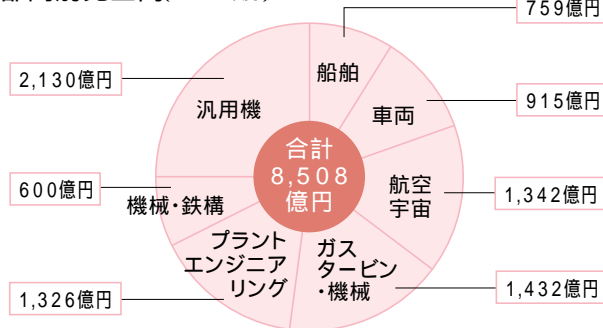 759億円
船舶
2,130億円
915億円
車両
汎用機
合計
8,508
億円
航空
宇宙
600億円
1,342億円
機械・鉄構
プラント
エンジニア
リング
ガス
タービン
・機械
1,326億円
1,432億円